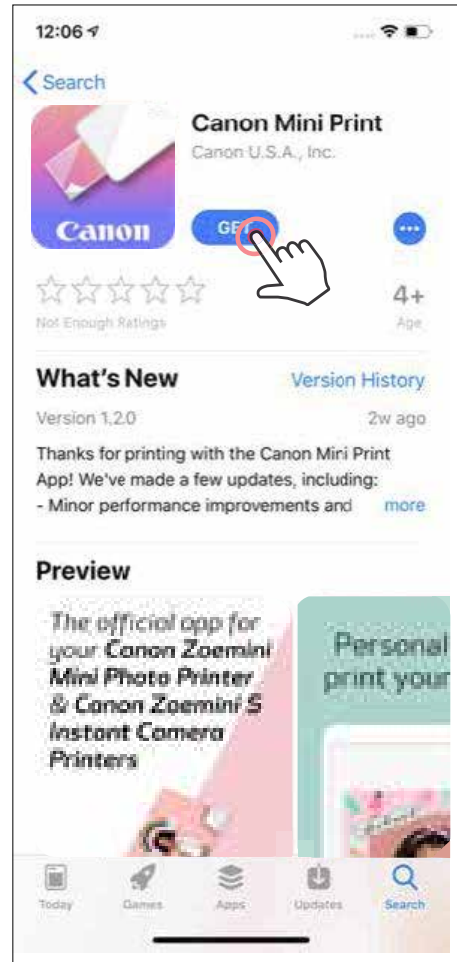 12:06
Search
Canon Mini Print
Canon U.S.A., Inc.
Canon
GET
Not Enough Ratings
4+
Age
What's New
Version History
Version 1.2.0
2w ago
Thanks for printing with the Canon Mini Print
App! We've made a few updates, including:
- Minor performance improvements and
more
Preview
The official app for
your Canon Zoemini
Mini Photo Printer
& Canon Zoemini S
Instant Camera
Printers
Personal
print your
Today
Games
Apps
Updates
Search